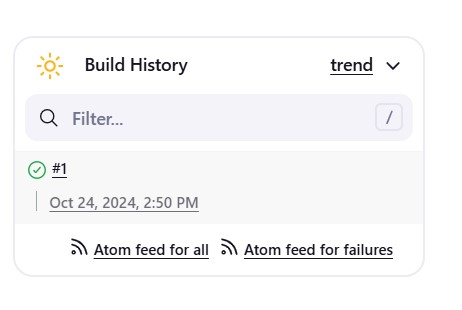 Build History trend
Filter... /
#1
Oct 24, 2024, 2:50 PM
Atom feed for all Atom feed for failures